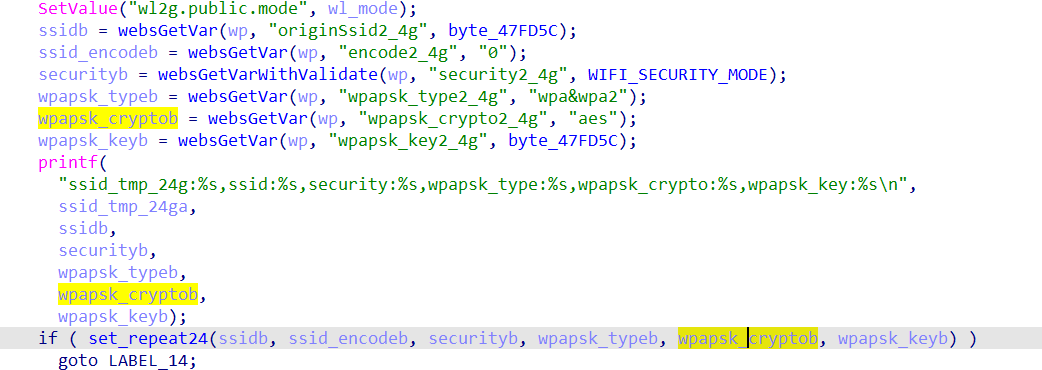 SetValue("wl2g.public.mode", wl_mode);
ssidb = websGetVar(wp, "originSsid2_4g", byte_47FD5C);
ssid_encodeb = websGetVar(wp, "encode2_4g", "0");
securityb = websGetVarWithValidate(wp, "security2_4g", WIFI_SECURITY_MODE);
wpapsk_typeb = websGetVar(wp, "wpapsk_type2_4g", "wpa&wpa2");
wpapsk_cryptob = websGetVar(wp, "wpapsk_crypto2_4g", "aes");
wpapsk_keyb = websGetVar(wp, "wpapsk_key2_4g", byte_47FD5C);
printf(
"ssid_tmp_24g:%s,ssid:%s,security:%s,wpapsk_type:%s,wpapsk_crypto:%s,wpapsk_key:%s\n",
ssid_tmp_24ga,
ssidb,
securityb,
wpapsk_typeb,
wpapsk_cryptob,
wpapsk_keyb);
if ( set_repeat24(ssidb, ssid_encodeb, securityb, wpapsk_typeb, wpapsk_cryptob, wpapsk_keyb) )
goto LABEL_14;